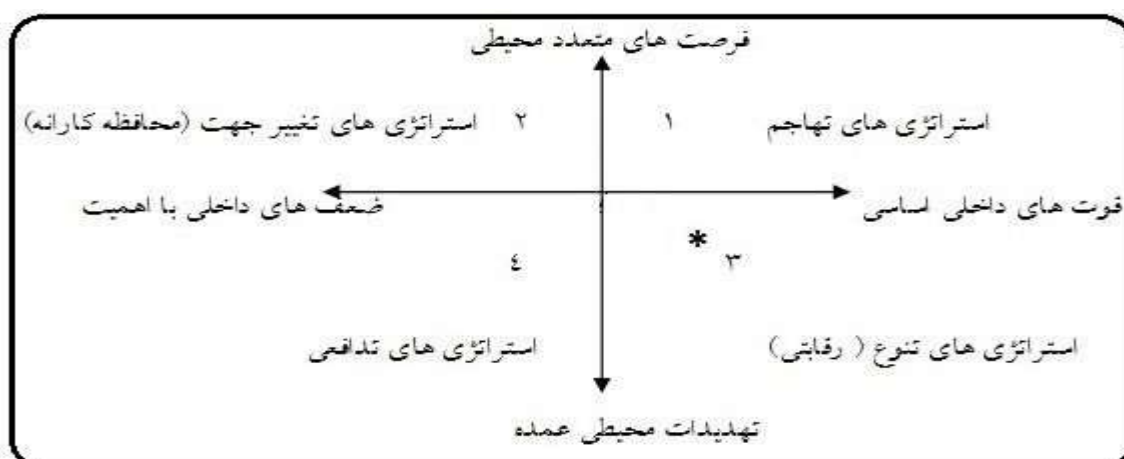 فرصت های متعدد محیطی
استراتژی های تهاجم
۱
۲
استراتژی های تغییر جهت (محافظه کارانه)
قوت های داخلی اساسی
ضعف های داخلی با اهمیت
*
۳
٤
استراتژی های تنوع ( رقابتی)
استراتژی های تدافعی
تهدیدات محیطی عمده